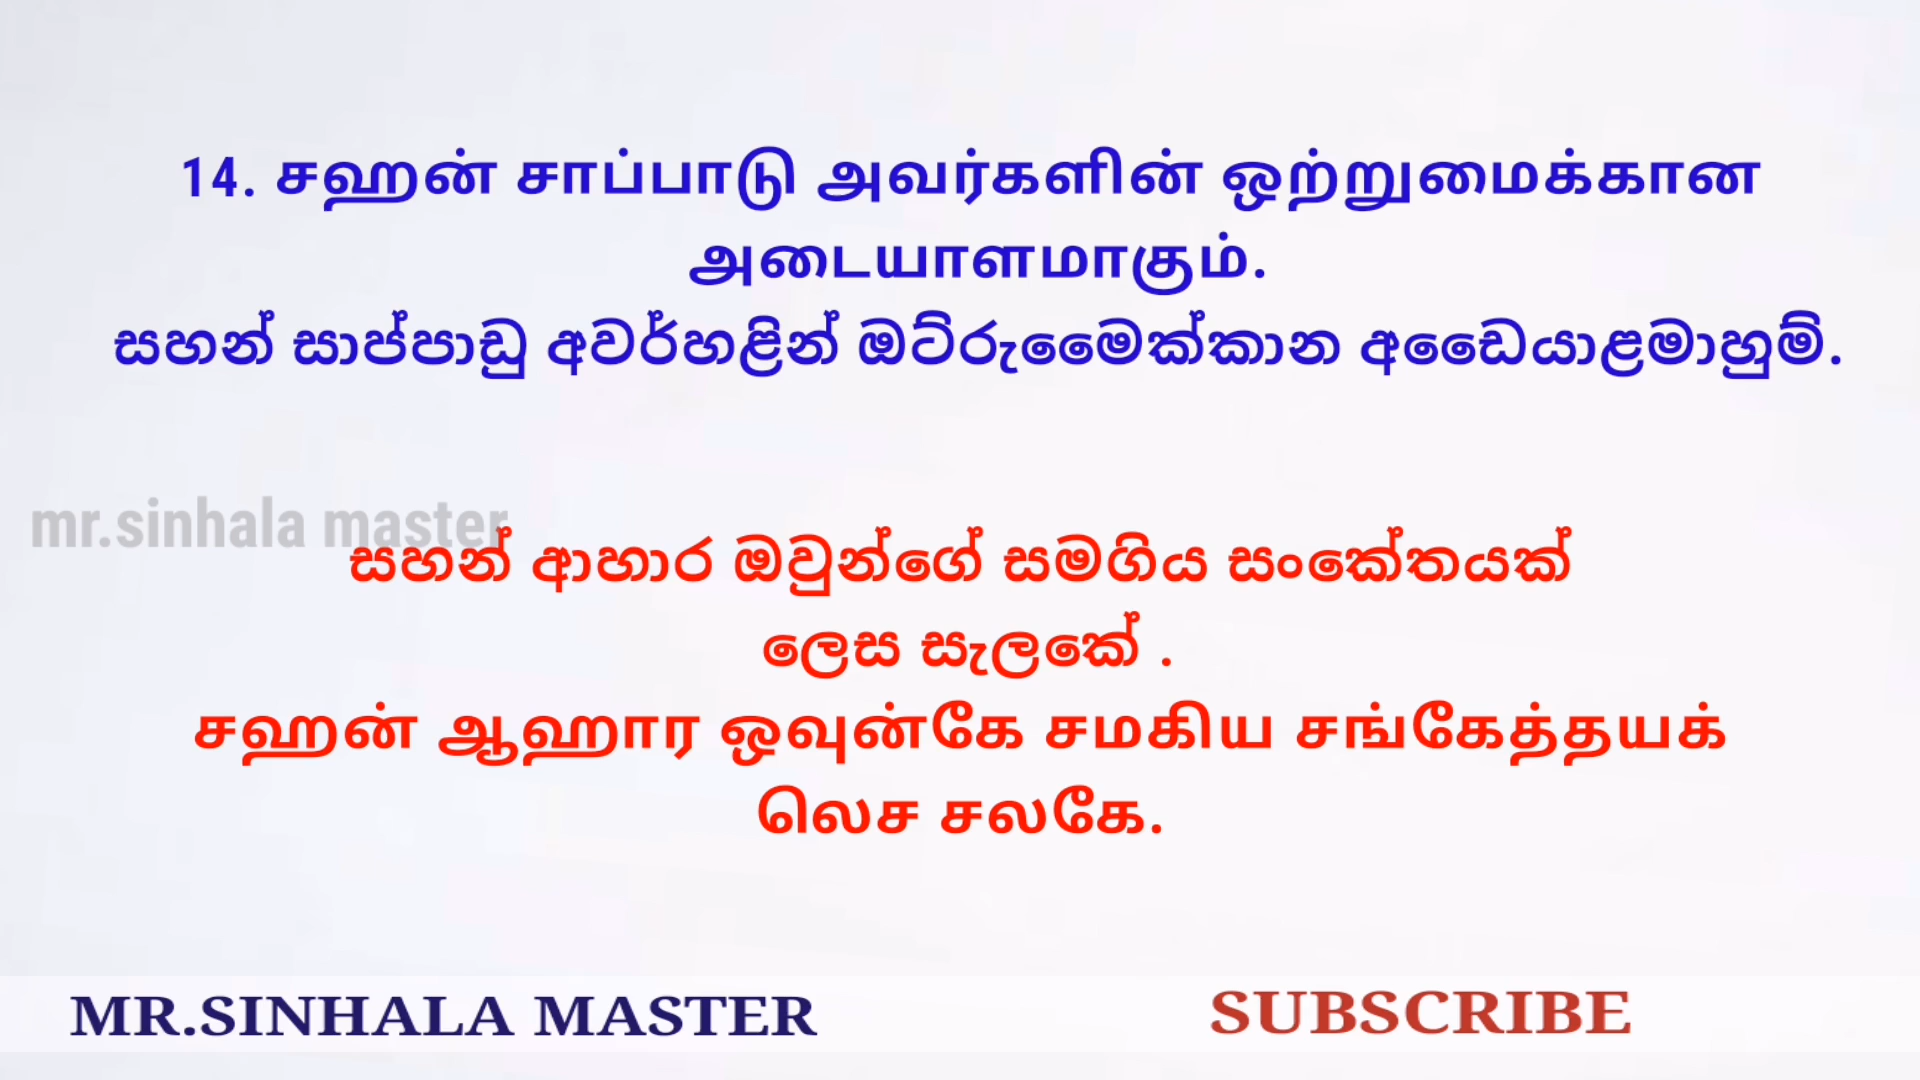 14. சஹன் சாப்பாடு அவர்களின் ஒற்றுமைக்கான
அடையாளமாகும்.
සහන් සාප්පාඩු අවර්හළින් ඔට්රුමෛක්කාන අඩෛයාළමාහුම්.
mr.sinhala master
සහන් ආහාර ඔවුන්ගේ සමගිය සංකේතයක්
ලෙස සැලකේ .
சஹன் ஆஹார ஒவுன்கே சமகிய சங்கேத்தயக்
லெச சலகே.
MR.SINHALA MASTER
SUBSCRIBE